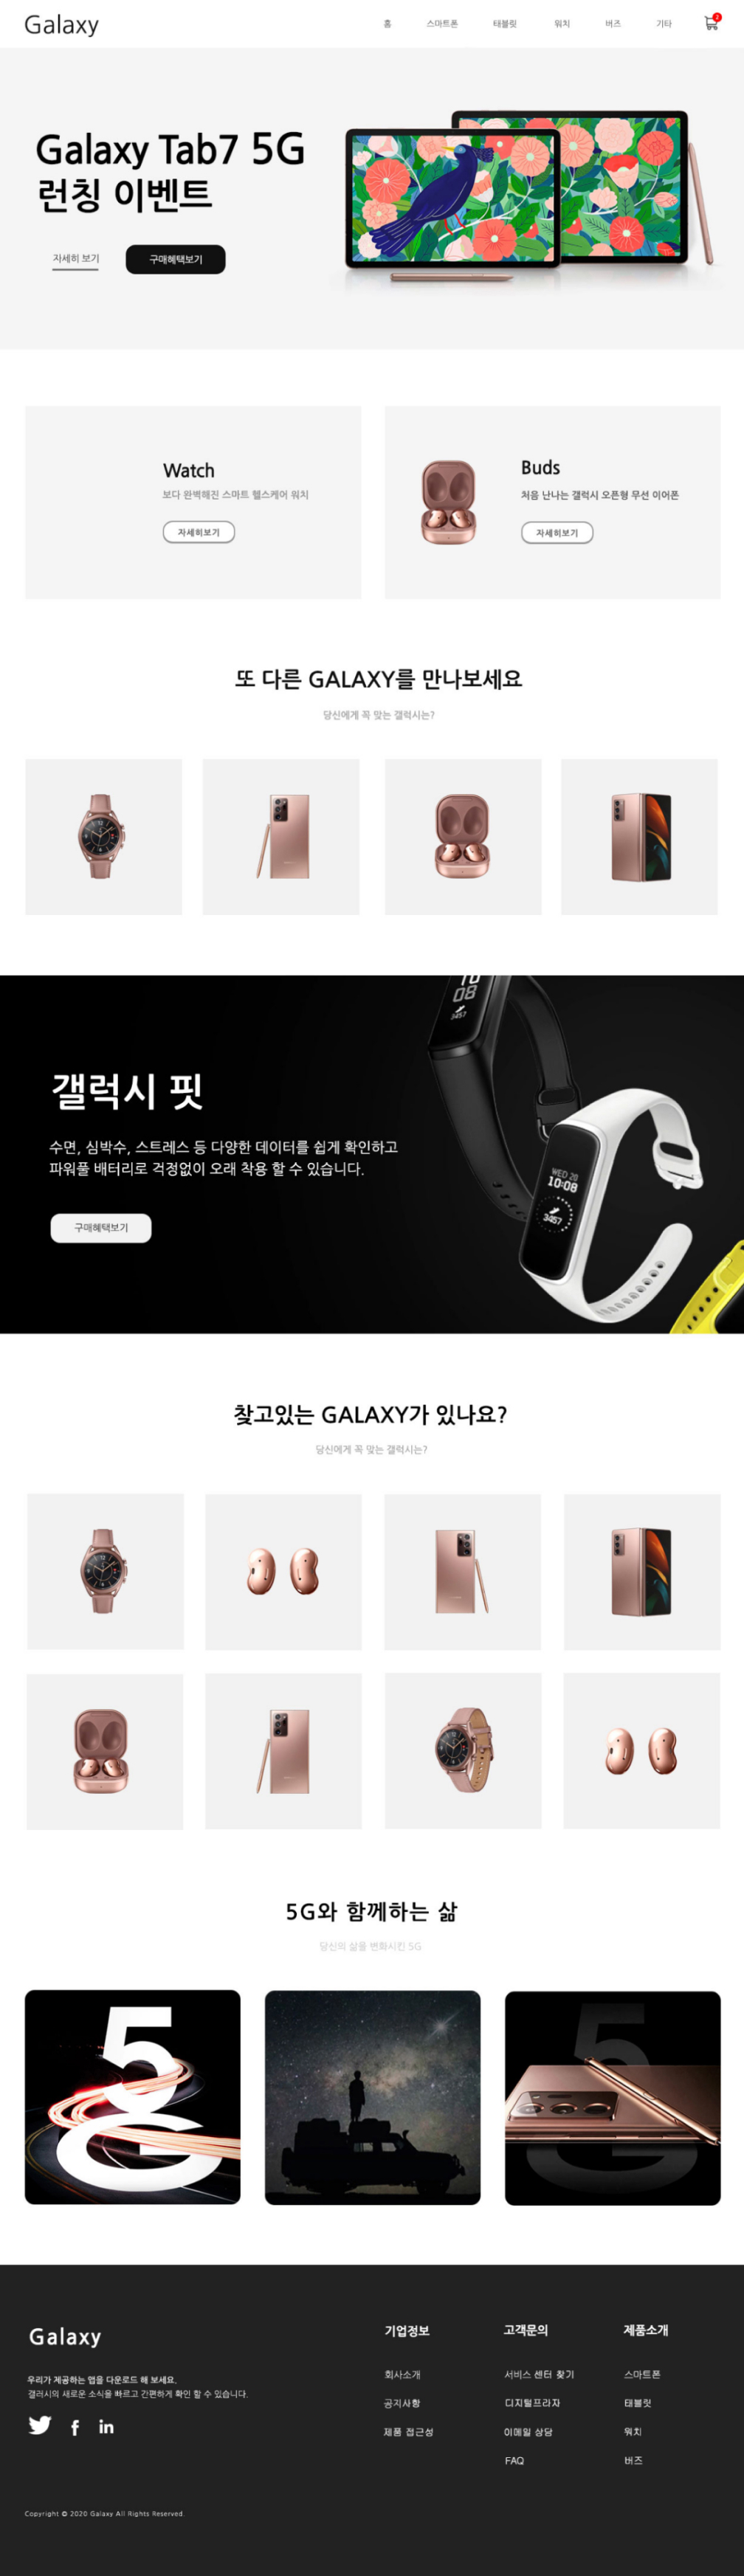 Galaxy
홈 스마트폰 태블릿 워치 버즈 기타 2
Galaxy Tab7 5G
런칭 이벤트
자세히 보기 구매혜택보기
Watch
보다 완벽해진 스마트 헬스케어 워치
자세히보기
Buds
처음 만나는 갤럭시 오픈형 무선 이어폰
자세히보기
또 다른 GALAXY를 만나보세요
당신에게 꼭 맞는 갤럭시는?
08
3457
WED 20
10:08
3457
갤럭시 핏
수면, 심박수, 스트레스 등 다양한 데이터를 쉽게 확인하고
파워풀 배터리로 걱정없이 오래 착용 할 수 있습니다.
구매혜택보기
찾고있는 GALAXY가 있나요?
당신에게 꼭 맞는 갤럭시는?
5G와 함께하는 삶
당신의 삶을 변화시킨 5G
5G
5G
Galaxy
우리가 제공하는 앱을 다운로드 해 보세요.
갤러시의 새로운 소식을 빠르고 간편하게 확인 할 수 있습니다.
f in
기업정보
회사소개
공지사항
제품 접근성
고객문의
서비스 센터 찾기
디지털프라자
이메일 상담
FAQ
제품소개
스마트폰
태블릿
워치
버즈
Copyright © 2020 Galaxy All Rights Reserved.